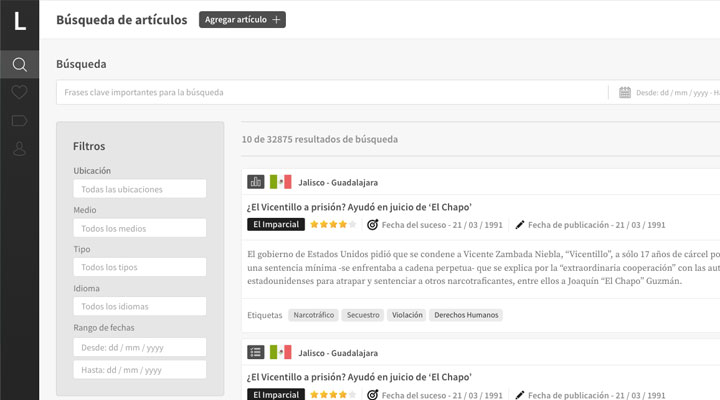 L
Búsqueda de artículos
Agregar artículo +
Búsqueda
Frases clave importantes para la búsqueda
Desde: dd / mm / yyyy - Ha
Filtros
Ubicación
Todas las ubicaciones
Medio
Todos los medios
Tipo
Todos los tipos
Idioma
Todos los idiomas
Rango de fechas
Desde: dd / mm / yyyy
Hasta: dd / mm / yyyy
10 de 32875 resultados de búsqueda
Jalisco - Guadalajara
¿El Vicentillo a prisión? Ayudó en juicio de ‘El Chapo’
El Imparcial Fecha del suceso - 21 / 03 / 1991 Fecha de publicación - 21 / 03 / 1991
El gobierno de Estados Unidos pidió que se condene a Vicente Zambada Niebla, “Vicentillo”, a sólo 17 años de cárcel po
una sentencia mínima -se enfrentaba a cadena perpetua- que se explica por la “extraordinaria cooperación” con las aut
estadounidenses para atrapar y sentenciar a otros narcotraficantes, entre ellos a Joaquín “El Chapo” Guzmán.
Etiquetas Narcotráfico Secuestro Violación Derechos Humanos
Jalisco - Guadalajara
¿El Vicentillo a prisión? Ayudó en juicio de ‘El Chapo’
El Imparcial Fecha del suceso - 21 / 03 / 1991 Fecha de publicación - 21 / 03 / 1991